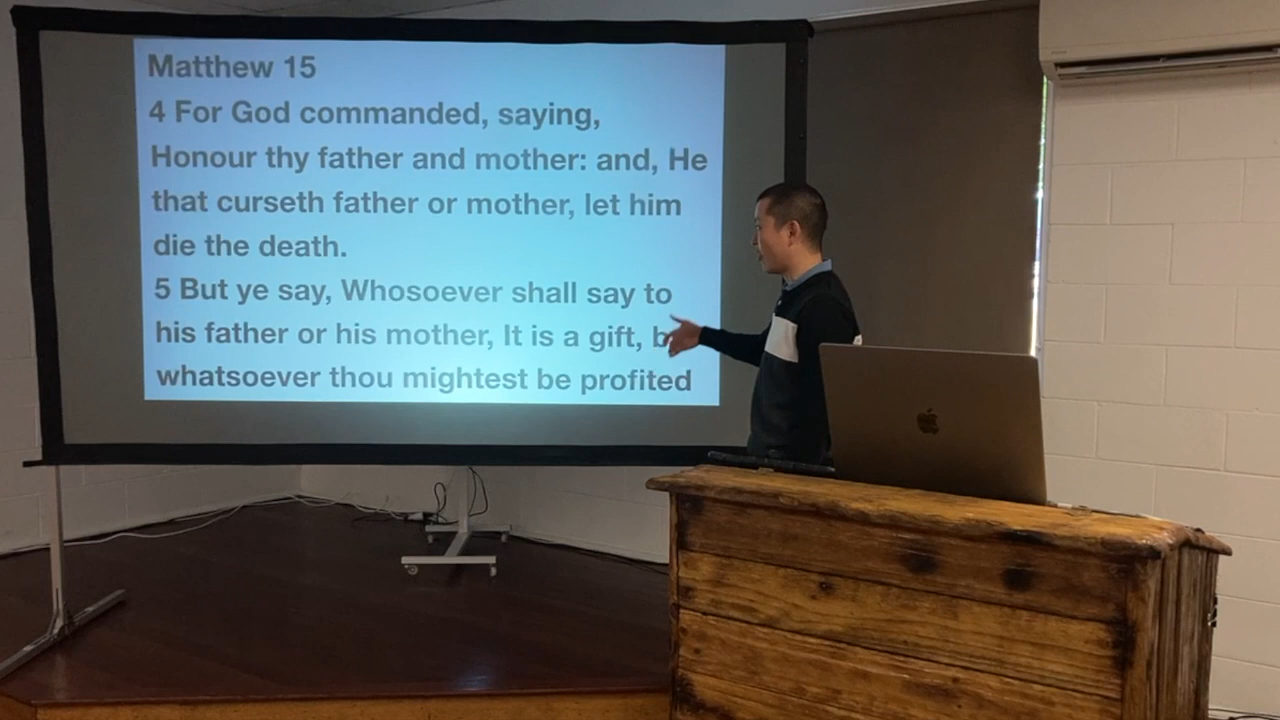 Matthew 15
4 For God commanded, saying,
Honour thy father and mother: and, He
that curseth father or mother, let him
die the death.
5 But ye say, Whosoever shall say to
his father or his mother, It is a gift,
whatsoever thou mightest be profited